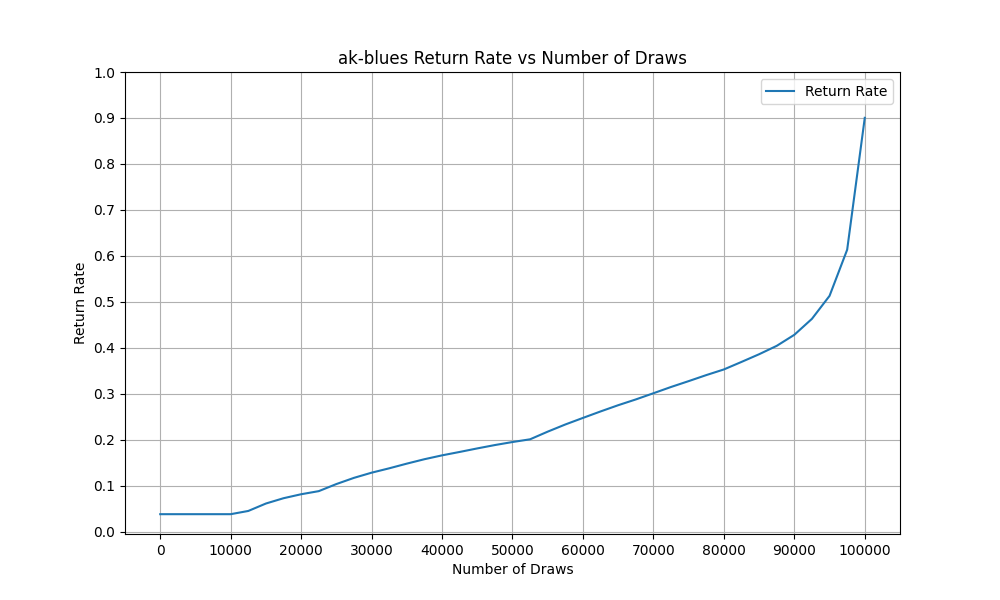 ak-blues Return Rate vs Number of Draws
Return Rate
1.0
0.9
0.8
0.7
0.6
0.5
0.4
0.3
0.2
0.1
0.0
Return Rate
0 10000 20000 30000 40000 50000 60000 70000 80000 90000 100000
Number of Draws